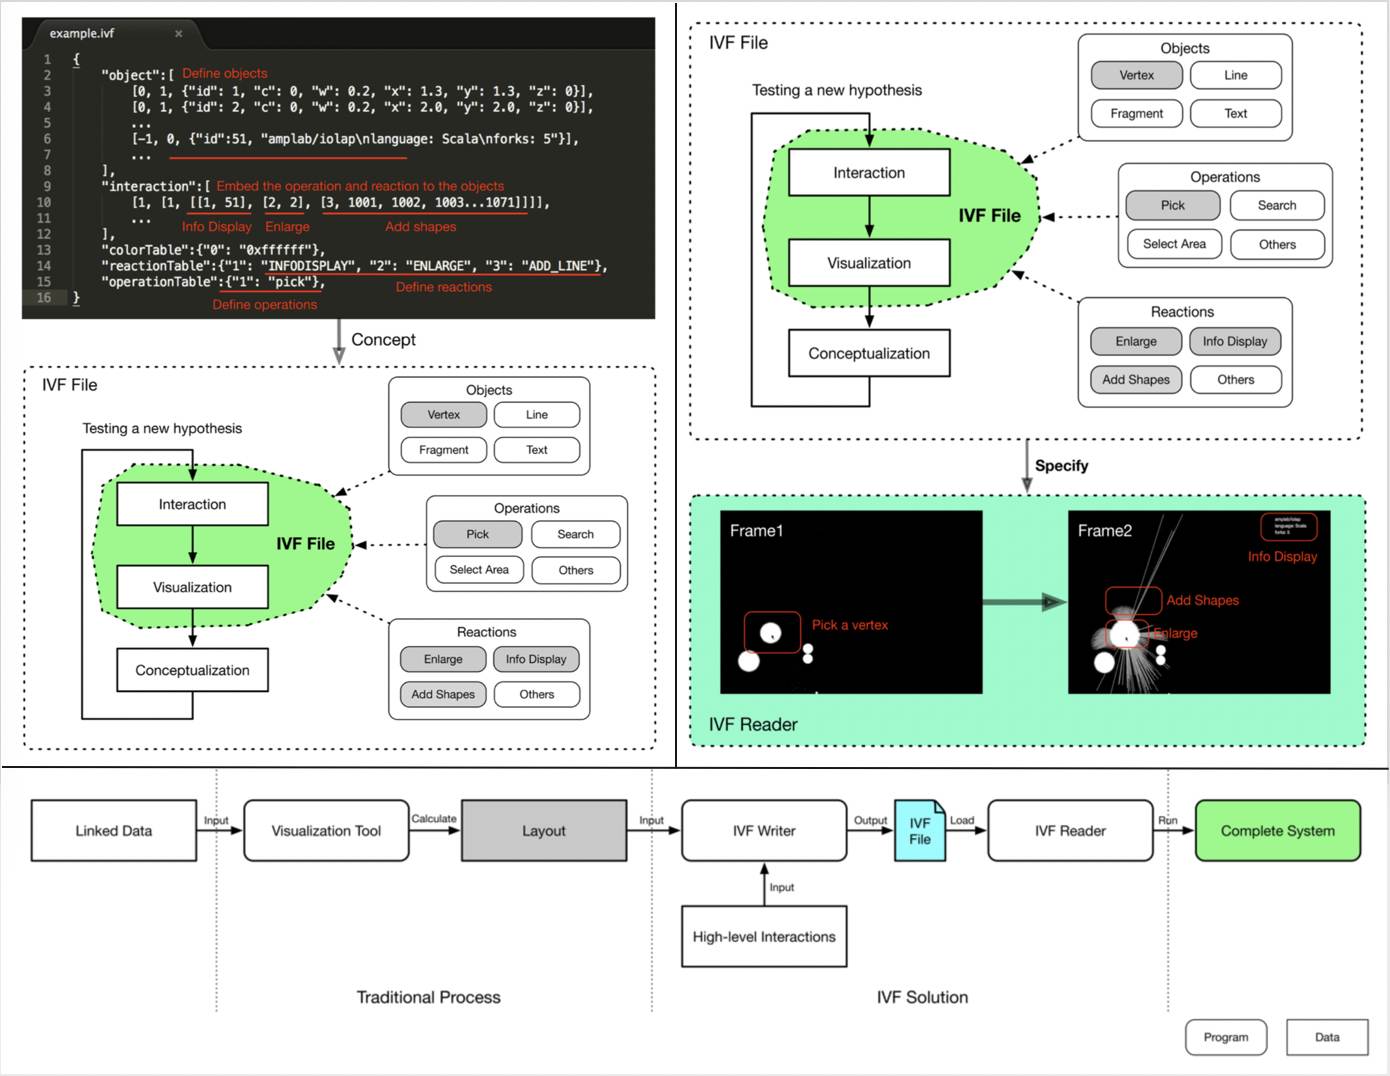 example.ivf ×
1 {
2 "object":[ Define objects
3 [0, 1, {"id": 1, "c": 0, "w": 0.2, "x": 1.3, "y": 1.3, "z": 0}],
4 [0, 1, {"id": 2, "c": 0, "w": 0.2, "x": 2.0, "y": 2.0, "z": 0}],
5 ...
6 [-1, 0, {"id":51, "amplab/iolap\nlanguage: Scala\nforks: 5"}],
7 ...
8 ],
9 "interaction":[ Embed the operation and reaction to the objects
10 [1, [1, [[1, 51], [2, 2], [3, 1001, 1002, 1003...1071]]]],
11 ...
Info Display Enlarge Add shapes
12 ],
13 "colorTable":{"0": "0xffffff"},
14 "reactionTable":{"1": "INFODISPLAY", "2": "ENLARGE", "3": "ADD_LINE"},
15 "operationTable":{"1": "pick"},
Define reactions
16 }
Define operations
Concept
IVF File
Testing a new hypothesis
Interaction
Visualization
Conceptualization
IVF File
Objects
Vertex Line
Fragment Text
Operations
Pick Search
Select Area Others
Reactions
Enlarge Info Display
Add Shapes Others
IVF File
Testing a new hypothesis
Interaction
Visualization
Conceptualization
IVF File
Objects
Vertex Line
Fragment Text
Operations
Pick Search
Select Area Others
Reactions
Enlarge Info Display
Add Shapes Others
Specify
Frame1
Pick a vertex
Frame2
amplab/iolap
language: Scala
forks: 5
Info Display
Add Shapes
Enlarge
IVF Reader
Linked Data
Input
Visualization Tool
Calculate
Layout
Input
IVF Writer
Output
IVF
File
Load
IVF Reader
Run
Complete System
Input
High-level Interactions
Traditional Process
IVF Solution
Program
Data